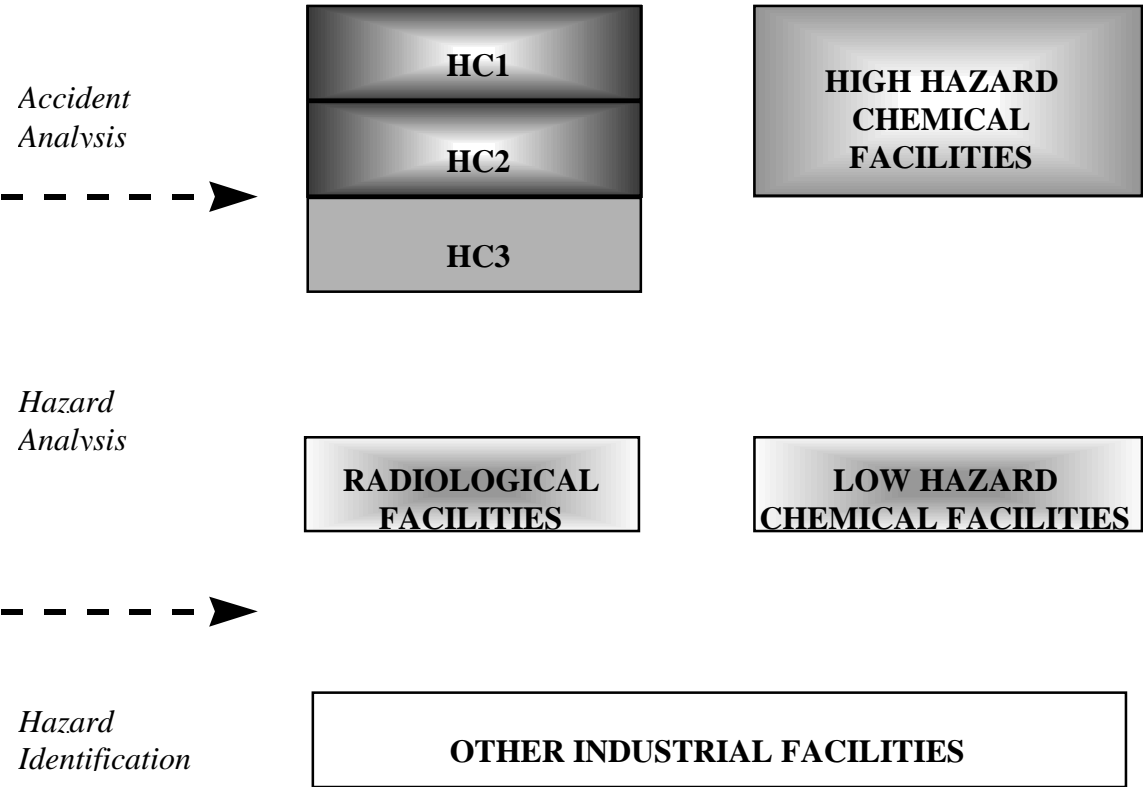 Accident
Analysis
HC1
HC2
HC3
HIGH HAZARD
CHEMICAL
FACILITIES
Hazard
Analysis
RADIOLOGICAL
FACILITIES
LOW HAZARD
CHEMICAL FACILITIES
Hazard
Identification
OTHER INDUSTRIAL FACILITIES